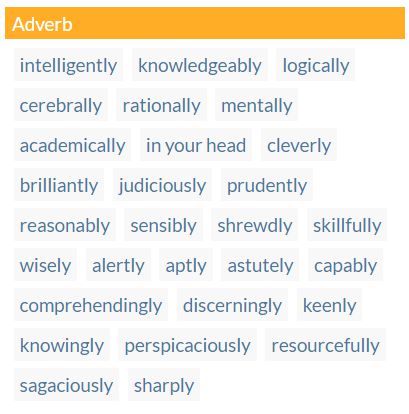 Adverb
intelligently knowledgeably logically
cerebrally rationally mentally
academically in your head cleverly
brilliantly judiciously prudently
reasonably sensibly shrewdly skillfully
wisely alertly aptly astutely capably
comprehendingly discerningly keenly
knowingly perspicaciously resourcefully
sagaciously sharply